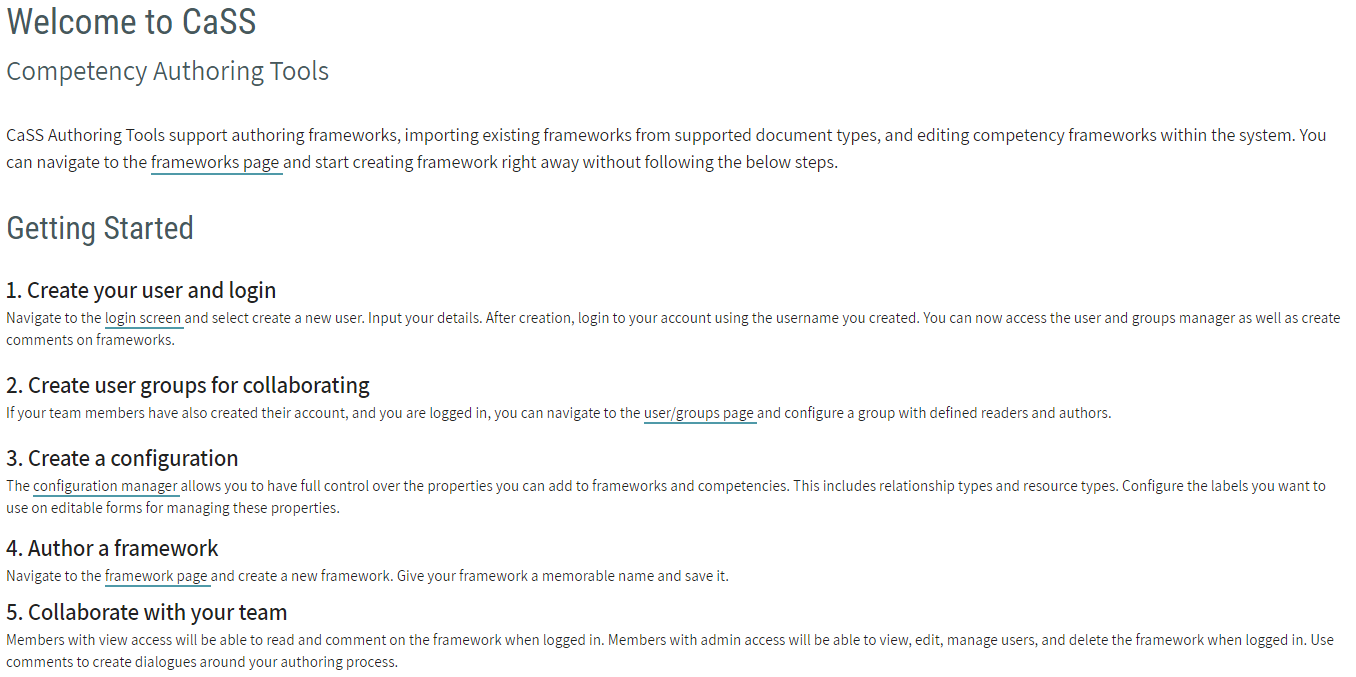 Welcome to CaSS
Competency Authoring Tools
CaSS Authoring Tools support authoring frameworks, importing existing frameworks from supported document types, and editing competency frameworks within the system. You
can navigate to the frameworks page and start creating framework right away without following the below steps.
Getting Started
1. Create your user and login
Navigate to the login screen and select create a new user. Input your details. After creation, login to your account using the username you created. You can now access the user and groups manager as well as create
comments on frameworks.
2. Create user groups for collaborating
If your team members have also created their account, and you are logged in, you can navigate to the user/groups page and configure a group with defined readers and authors.
3. Create a configuration
The configuration manager allows you to have full control over the properties you can add to frameworks and competencies. This includes relationship types and resource types. Configure the labels you want to
use on editable forms for managing these properties.
4. Author a framework
Navigate to the framework page and create a new framework. Give your framework a memorable name and save it.
5. Collaborate with your team
Members with view access will be able to read and comment on the framework when logged in. Members with admin access will be able to view, edit, manage users, and delete the framework when logged in. Use
comments to create dialogues around your authoring process.